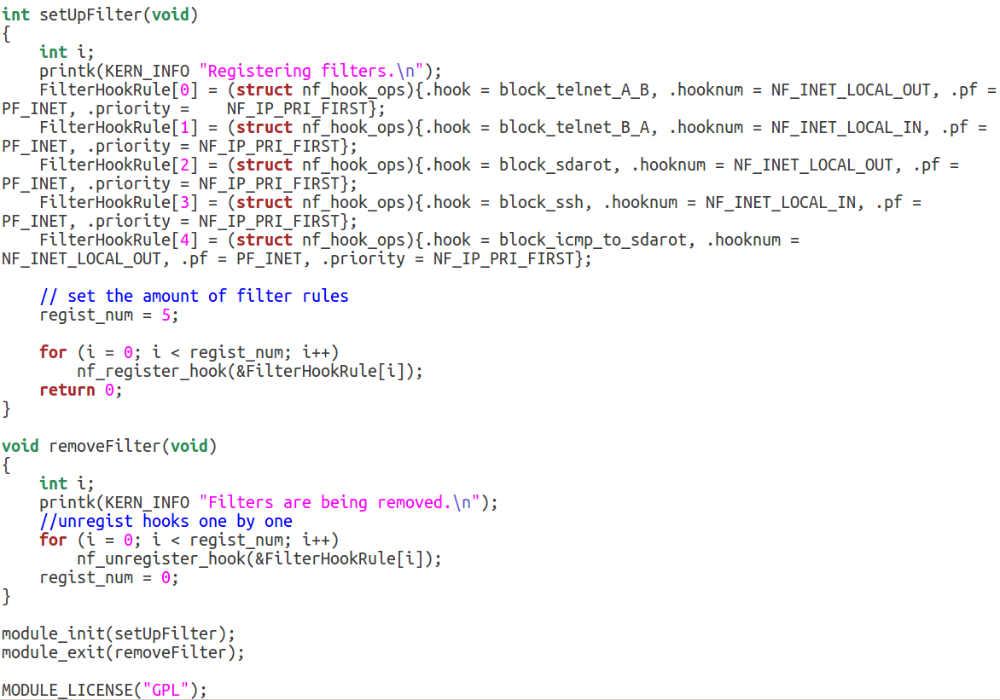 int setUpFilter(void)
{
    int i;
    printk(KERN_INFO "Registering filters.\n");
    FilterHookRule[0] = (struct nf_hook_ops){.hook = block_telnet_A_B, .hooknum = NF_INET_LOCAL_OUT, .pf =
PF_INET, .priority =    NF_IP_PRI_FIRST};
    FilterHookRule[1] = (struct nf_hook_ops){.hook = block_telnet_B_A, .hooknum = NF_INET_LOCAL_IN, .pf =
PF_INET, .priority = NF_IP_PRI_FIRST};
    FilterHookRule[2] = (struct nf_hook_ops){.hook = block_sdarot, .hooknum = NF_INET_LOCAL_OUT, .pf =
PF_INET, .priority = NF_IP_PRI_FIRST};
    FilterHookRule[3] = (struct nf_hook_ops){.hook = block_ssh, .hooknum = NF_INET_LOCAL_IN, .pf =
PF_INET, .priority = NF_IP_PRI_FIRST};
    FilterHookRule[4] = (struct nf_hook_ops){.hook = block_icmp_to_sdarot, .hooknum =
NF_INET_LOCAL_OUT, .pf = PF_INET, .priority = NF_IP_PRI_FIRST};

    // set the amount of filter rules
    regist_num = 5;

    for (i = 0; i < regist_num; i++)
        nf_register_hook(&FilterHookRule[i]);
    return 0;
}

void removeFilter(void)
{
    int i;
    printk(KERN_INFO "Filters are being removed.\n");
    //unregist hooks one by one
    for (i = 0; i < regist_num; i++)
        nf_unregister_hook(&FilterHookRule[i]);
    regist_num = 0;
}

module_init(setUpFilter);
module_exit(removeFilter);

MODULE_LICENSE("GPL");